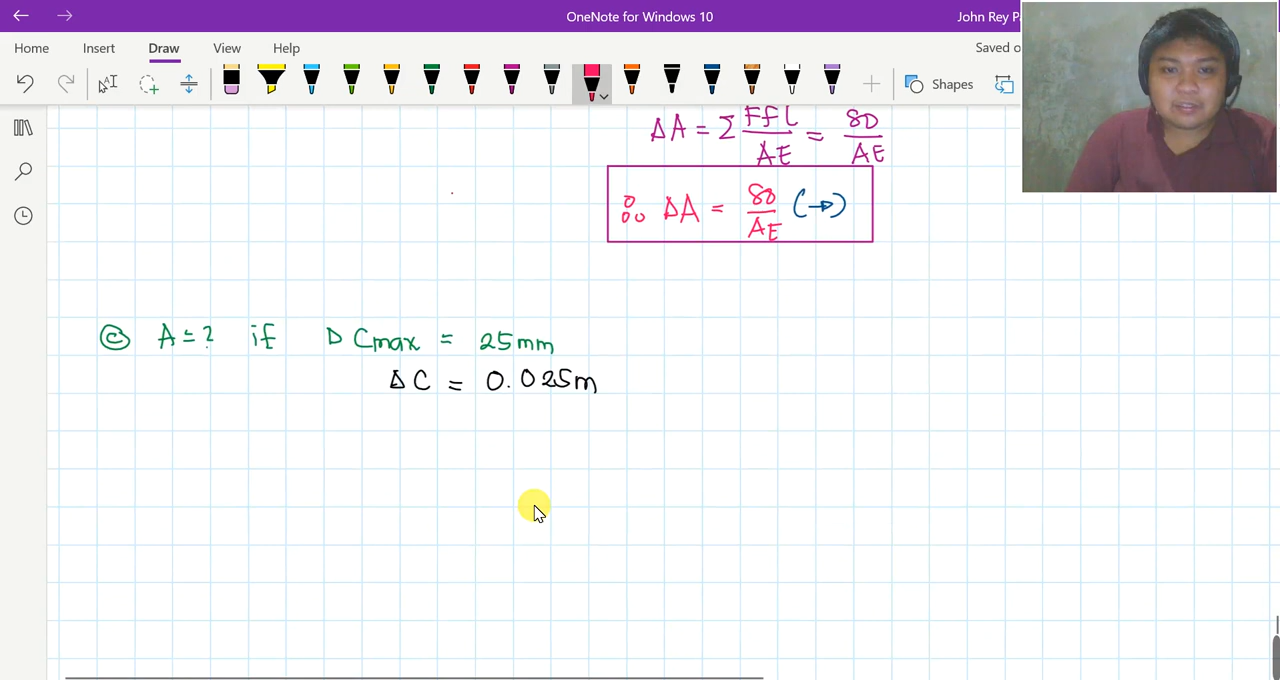 OneNote for Windows 10
John Rey P
Home Insert Draw View Help
Saved o
Shapes
ΔA = Σ FfL/AE = 80/AE
∴ ΔA = 80/AE (→)
Ⓒ A = ? if ΔCmax = 25mm
ΔC = 0.025m